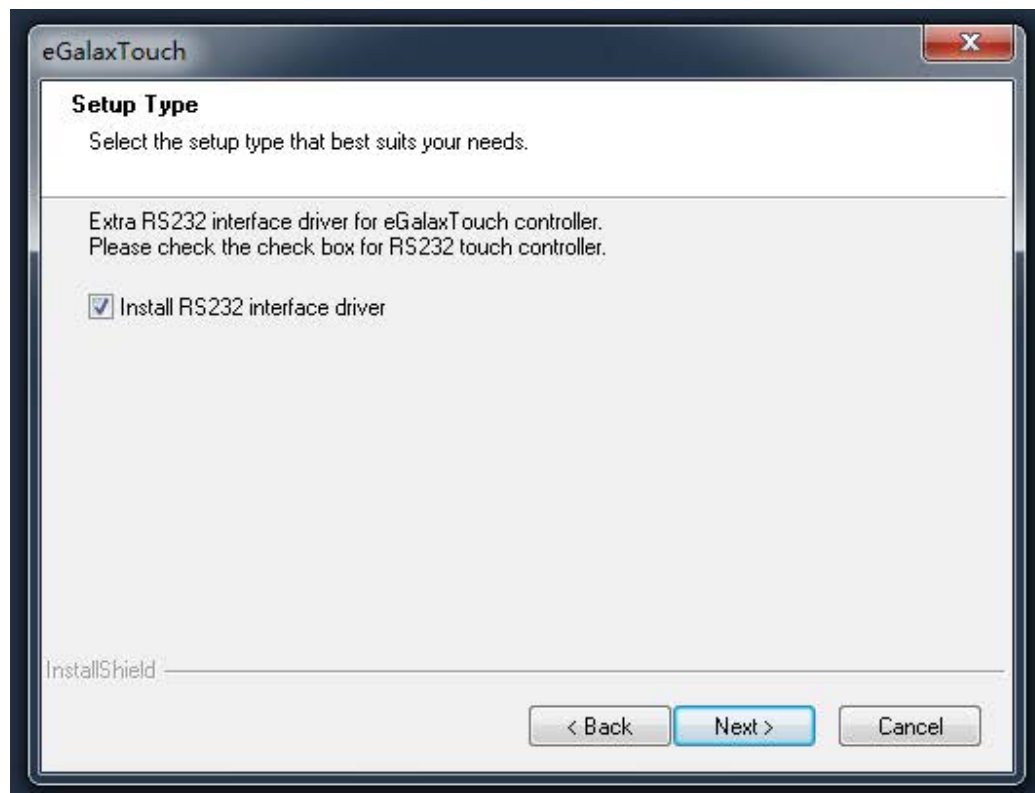 eGalaxTouch
Setup Type
Select the setup type that best suits your needs.
Extra RS232 interface driver for eGalaxTouch controller.
Please check the check box for RS232 touch controller.
Install RS232 interface driver
InstallShield
< Back Next > Cancel